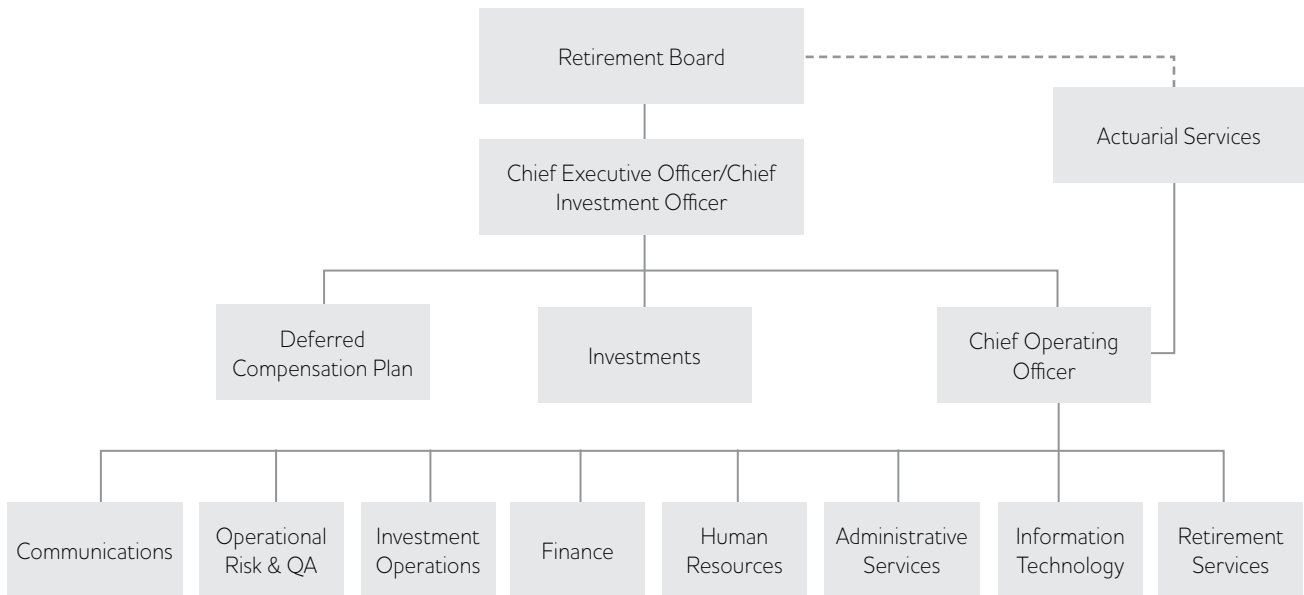 Retirement Board
Actuarial Services
Chief Executive Officer/Chief
Investment Officer
Deferred
Compensation Plan
Investments
Chief Operating
Officer
Communications
Operational
Risk & QA
Investment
Operations
Finance
Human
Resources
Administrative
Services
Information
Technology
Retirement
Services